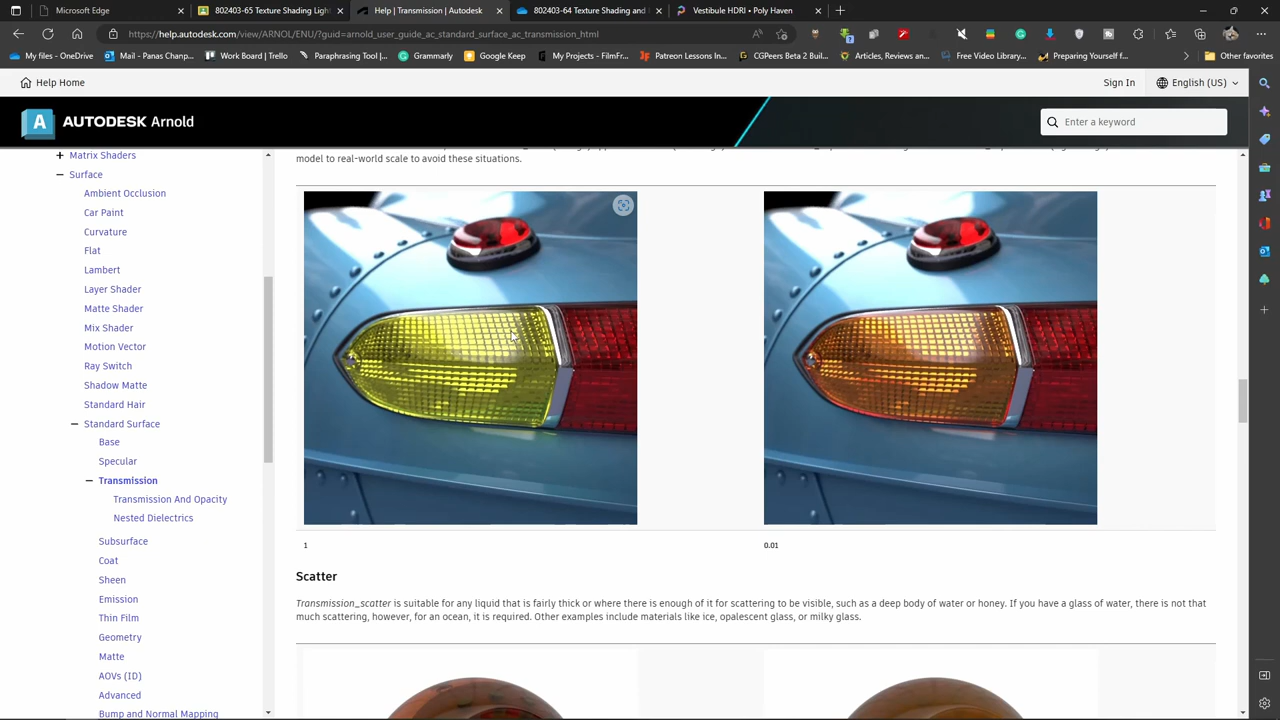 Microsoft Edge
802403-65 Texture Shading Ligh
Help | Transmission | Autodesk
802403-64 Texture Shading and
Vestibule HDRI • Poly Haven
https://help.autodesk.com/view/ARNOL/ENU/?guid=arnold_user_guide_ac_standard_surface_ac_transmission_html
My files - OneDrive
Mail - Panas Chanp...
Work Board | Trello
Paraphrasing Tool |...
Grammarly
Google Keep
My Projects - FilmFr...
Patreon Lessons In...
CGPeers Beta 2 Buil...
Articles, Reviews an...
Free Video Library...
Preparing Yourself f...
Other favorites
Help Home
Sign In
English (US)
A
AUTODESK Arnold
Enter a keyword
Matrix Shaders
Surface
Ambient Occlusion
Car Paint
Curvature
Flat
Lambert
Layer Shader
Matte Shader
Mix Shader
Motion Vector
Ray Switch
Shadow Matte
Standard Hair
Standard Surface
Base
Specular
Transmission
Transmission And Opacity
Nested Dielectrics
Subsurface
Coat
Sheen
Emission
Thin Film
Geometry
Matte
AOVs (ID)
Advanced
Bump and Normal Mapping
model to real-world scale to avoid these situations.
1
0.01
Scatter
Transmission_scatter is suitable for any liquid that is fairly thick or where there is enough of it for scattering to be visible, such as a deep body of water or honey. If you have a glass of water, there is not that
much scattering, however, for an ocean, it is required. Other examples include materials like ice, opalescent glass, or milky glass.